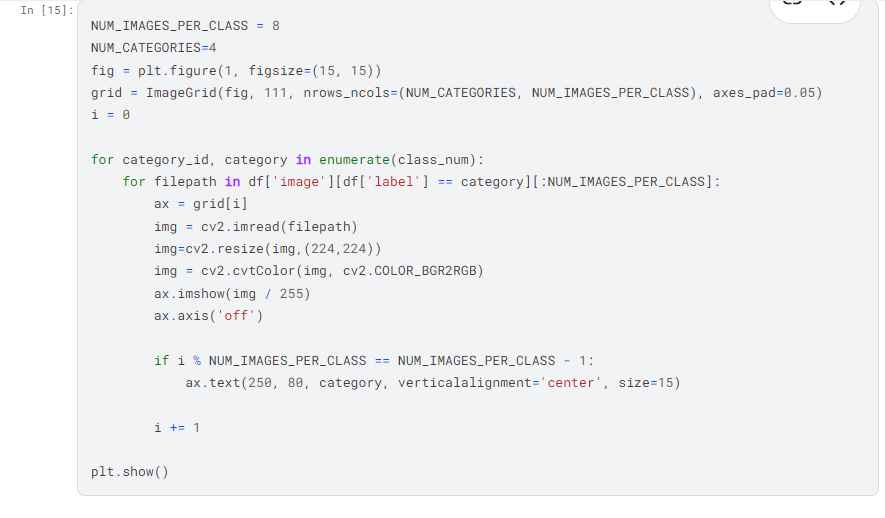 In [15]:
NUM_IMAGES_PER_CLASS = 8
NUM_CATEGORIES=4
fig = plt.figure(1, figsize=(15, 15))
grid = ImageGrid(fig, 111, nrows_ncols=(NUM_CATEGORIES, NUM_IMAGES_PER_CLASS), axes_pad=0.05)
i = 0
for category_id, category in enumerate(class_num):
    for filepath in df['image'][df['label'] == category][:NUM_IMAGES_PER_CLASS]:
        ax = grid[i]
        img = cv2.imread(filepath)
        img=cv2.resize(img,(224,224))
        img = cv2.cvtColor(img, cv2.COLOR_BGR2RGB)
        ax.imshow(img / 255)
        ax.axis('off')
        if i % NUM_IMAGES_PER_CLASS == NUM_IMAGES_PER_CLASS - 1:
            ax.text(250, 80, category, verticalalignment='center', size=15)
        i += 1
plt.show()